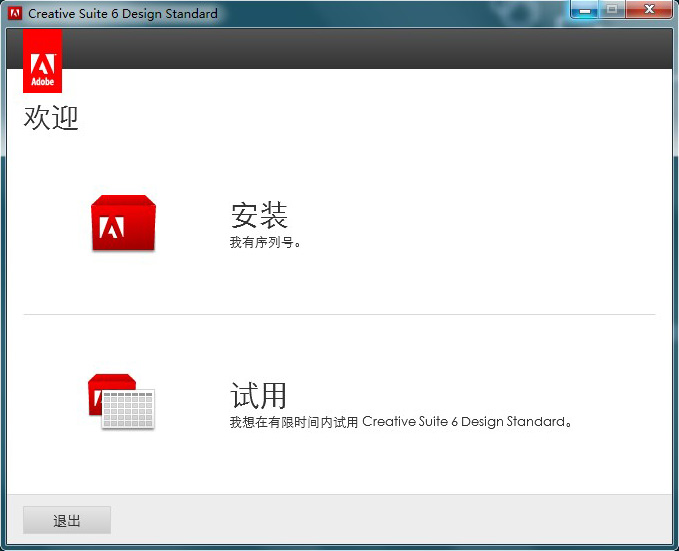 Creative Suite 6 Design Standard
Adobe
欢迎
安装
我有序列号。
试用
我想在有限时间内试用 Creative Suite 6 Design Standard。
退出